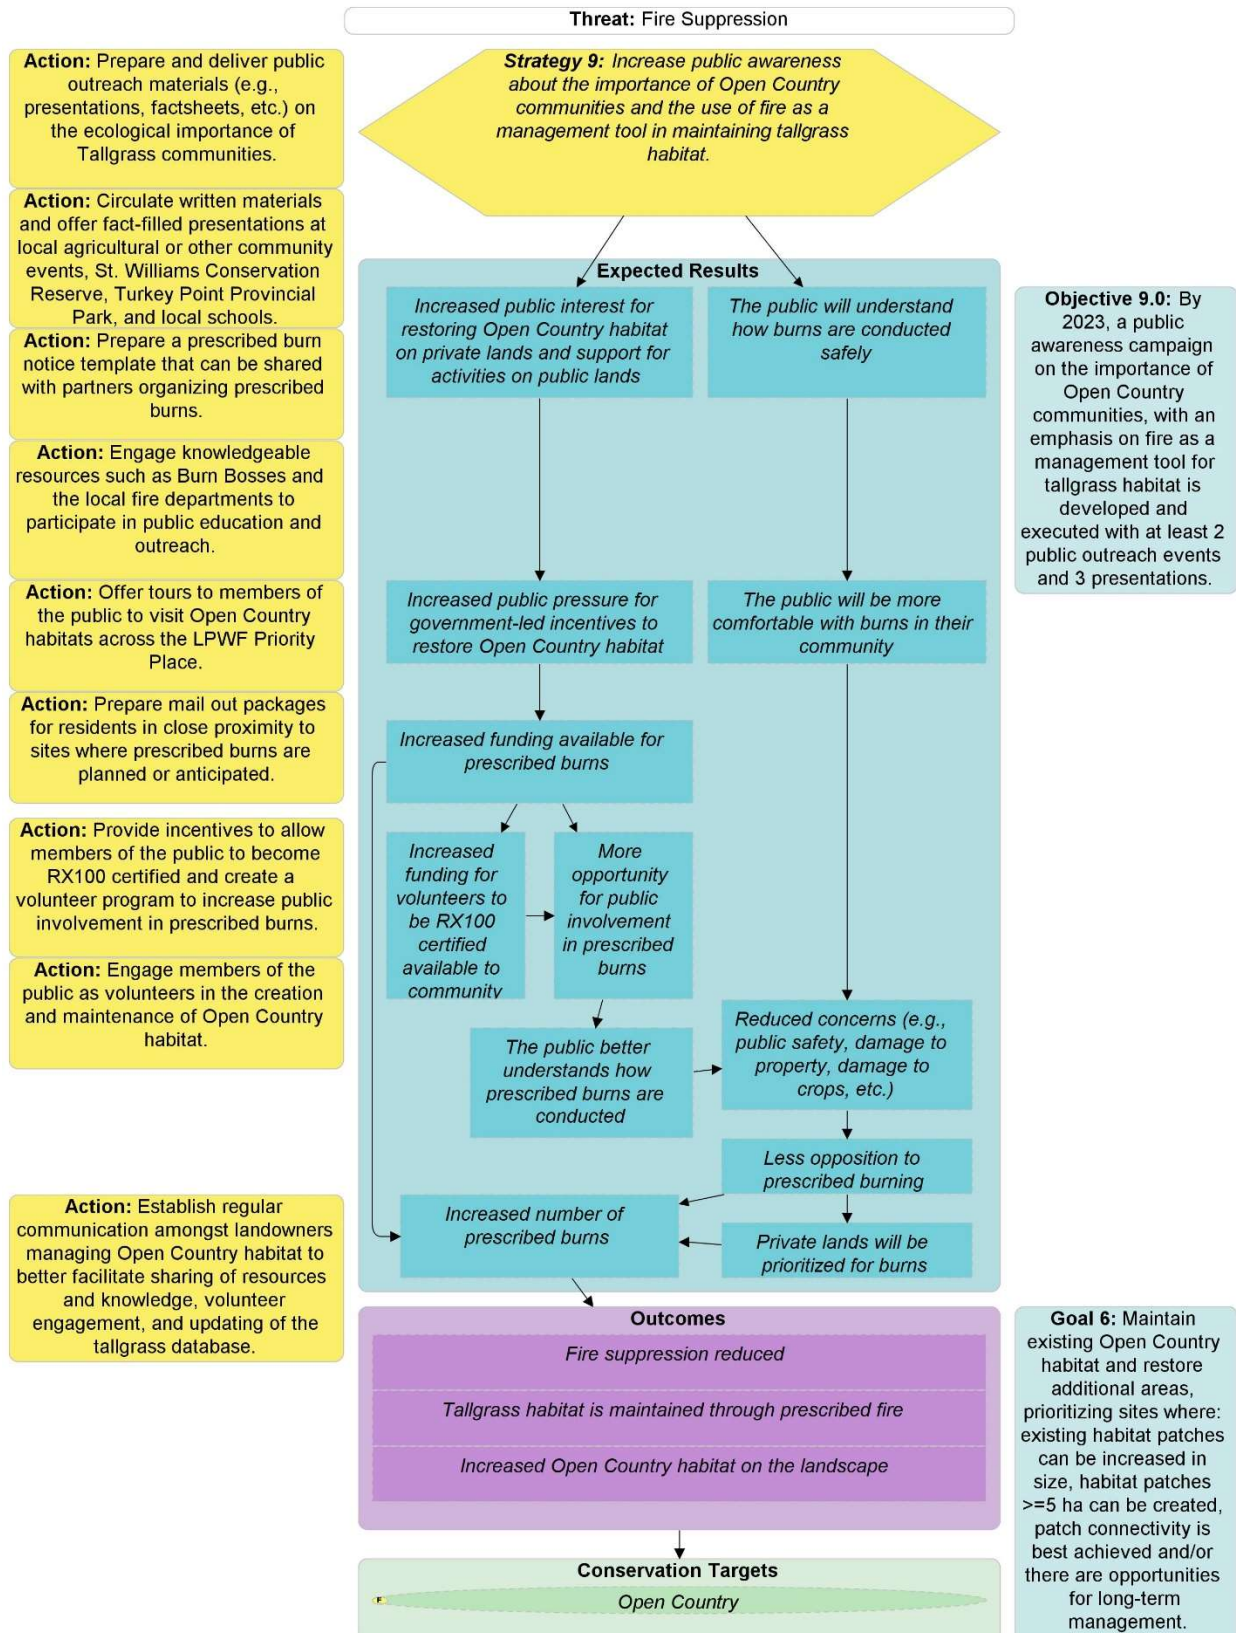 Threat: Fire Suppression
Action: Prepare and deliver public
outreach materials (e.g.,
presentations, factsheets, etc.) on
the ecological importance of
Tallgrass communities.
Action: Circulate written materials
and offer fact-filled presentations at
local agricultural or other community
events, St. Williams Conservation
Reserve, Turkey Point Provincial
Park, and local schools.
Action: Prepare a prescribed burn
notice template that can be shared
with partners organizing prescribed
burns.
Action: Engage knowledgeable
resources such as Burn Bosses and
the local fire departments to
participate in public education and
outreach.
Action: Offer tours to members of
the public to visit Open Country
habitats across the LPWF Priority
Place.
Action: Prepare mail out packages
for residents in close proximity to
sites where prescribed burns are
planned or anticipated.
Action: Provide incentives to allow
members of the public to become
RX100 certified and create a
volunteer program to increase public
involvement in prescribed burns.
Action: Engage members of the
public as volunteers in the creation
and maintenance of Open Country
habitat.
Action: Establish regular
communication amongst landowners
managing Open Country habitat to
better facilitate sharing of resources
and knowledge, volunteer
engagement, and updating of the
tallgrass database.
Strategy 9: Increase public awareness
about the importance of Open Country
communities and the use of fire as a
management tool in maintaining tallgrass
habitat.
Expected Results
Increased public interest for
restoring Open Country habitat
on private lands and support for
activities on public lands
The public will understand
how burns are conducted
safely
Increased public pressure for
government-led incentives to
restore Open Country habitat
The public will be more
comfortable with burns in their
community
Increased funding available for
prescribed burns
Increased
funding for
volunteers to
be RX100
certified
available to
community
More
opportunity
for public
involvement
in prescribed
burns
The public better
understands how
prescribed burns are
conducted
Reduced concerns (e.g.,
public safety, damage to
property, damage to
crops, etc.)
Less opposition to
prescribed burning
Increased number of
prescribed burns
Private lands will be
prioritized for burns
Outcomes
Fire suppression reduced
Tallgrass habitat is maintained through prescribed fire
Increased Open Country habitat on the landscape
Conservation Targets
F
Open Country
Objective 9.0: By
2023, a public
awareness campaign
on the importance of
Open Country
communities, with an
emphasis on fire as a
management tool for
tallgrass habitat is
developed and
executed with at least 2
public outreach events
and 3 presentations.
Goal 6: Maintain
existing Open Country
habitat and restore
additional areas,
prioritizing sites where:
existing habitat patches
can be increased in
size, habitat patches
>=5 ha can be created,
patch connectivity is
best achieved and/or
there are opportunities
for long-term
management.